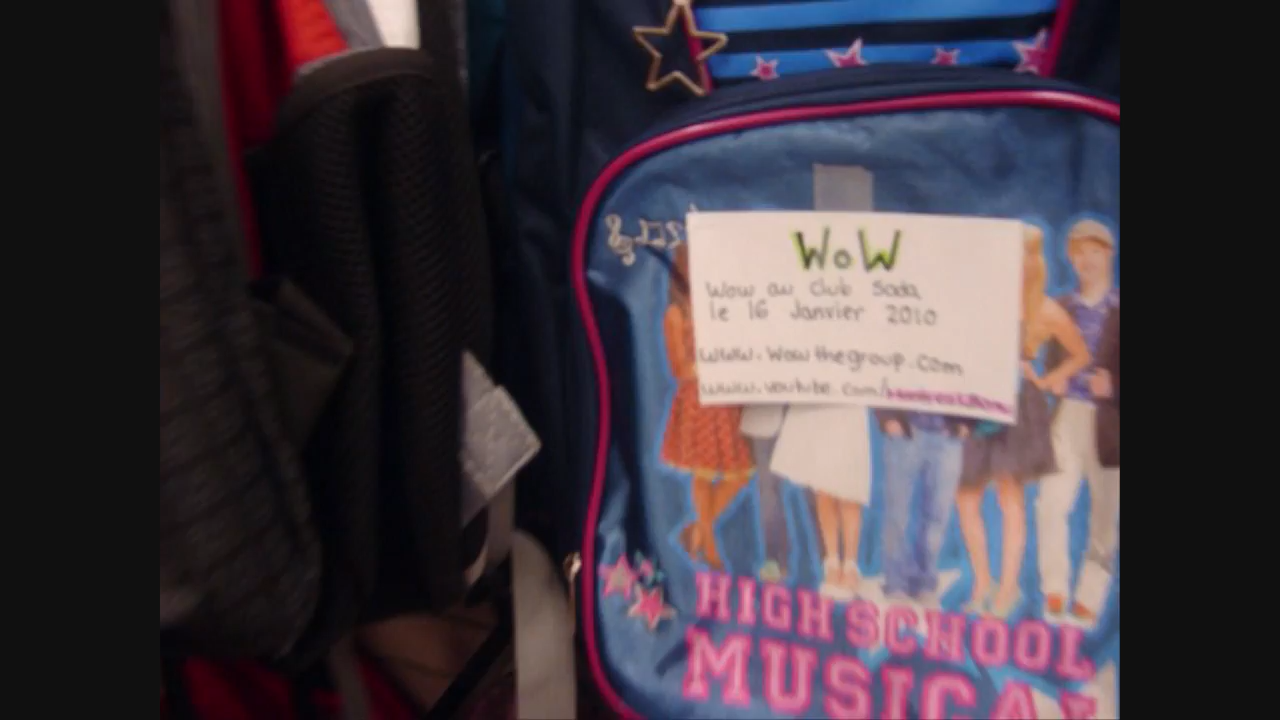 WoW
Wow au Club Soda
le 16 Janvier 2010
www.wowthegroup.com
www.youtube.com/
HIGH SCHOOL
MUSICAL